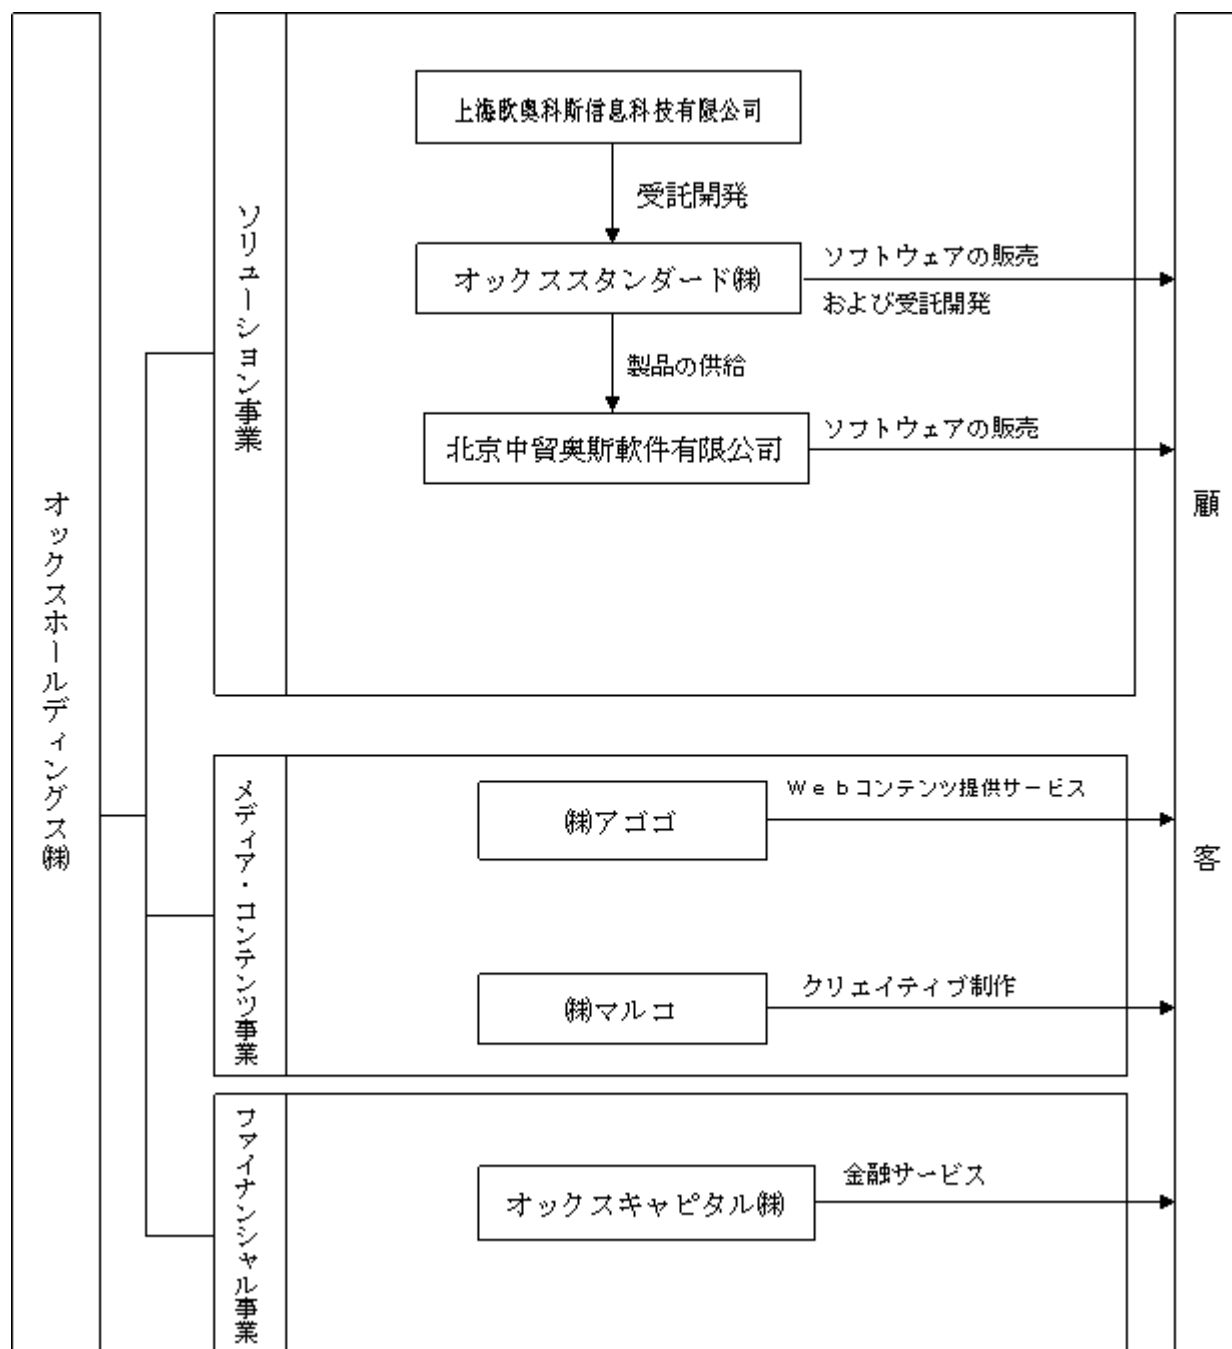 オックスホールディングス㈱
ソリューション事業
上海欧奥科斯信息科技有限公司
受託開発
オックススタンダード㈱
ソフトウェアの販売
および受託開発
製品の供給
北京中貿奥斯軟件有限公司
ソフトウェアの販売
メディア・コンテンツ事業
㈱アゴゴ
Ｗｅｂコンテンツ提供サービス
㈱マルコ
クリエイティブ制作
ファイナンシャル事業
オックスキャピタル㈱
金融サービス
顧客